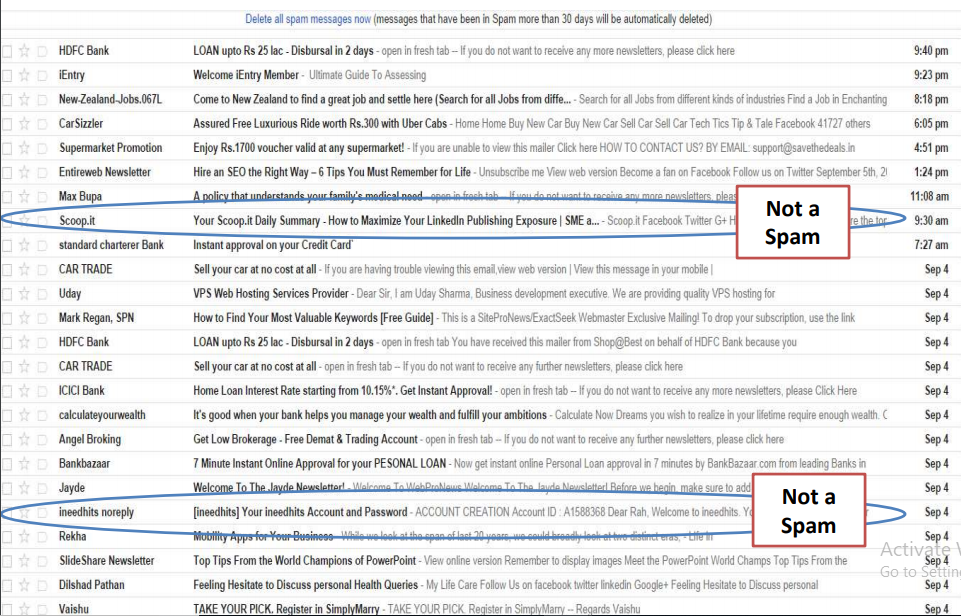 Delete all spam messages now (messages that have been in Spam more than 30 days will be automatically deleted)
HDFC Bank LOAN upto Rs 25 lac - Disbursal in 2 days - open in fresh tab -- If you do not want to receive any more newsletters, please click here 9:40 pm
iEntry Welcome iEntry Member - Ultimate Guide To Assessing 9:23 pm
New-Zealand-Jobs.067L Come to New Zealand to find a great job and settle here (Search for all Jobs from diffe... - Search for all Jobs from different kinds of industries Find a Job in Enchanting 8:18 pm
CarSizzler Assured Free Luxurious Ride worth Rs.300 with Uber Cabs - Home Home Buy New Car Buy New Car Sell Car Sell Car Tech Tics Tip & Tale Facebook 41727 others 6:05 pm
Supermarket Promotion Enjoy Rs.1700 voucher valid at any supermarket! - If you are unable to view this mailer Click here HOW TO CONTACT US? BY EMAIL: support@savethedeals.in 4:51 pm
Entireweb Newsletter Hire an SEO the Right Way – 6 Tips You Must Remember for Life - Unsubscribe me View web version Become a fan on Facebook Follow us on Twitter September 5th, 1:24 pm
Max Bupa A policy that understands your family's medical need - open in fresh tab -- If you do not want to receive any more newsletters, 11:08 am
Scoop.it Your Scoop.it Daily Summary - How to Maximize Your LinkedIn Publishing Exposure | SME a... - Scoop.it Facebook Twitter G+ the top 9:30 am
Not a
Spam
standard charterer Bank Instant approval on your Credit Card 7:27 am
CAR TRADE Sell your car at no cost at all - If you are having trouble viewing this email,view web version | View this message in your mobile | Sep 4
Uday VPS Web Hosting Services Provider - Dear Sir, I am Uday Sharma, Business development executive. We are providing quality VPS hosting for Sep 4
Mark Regan, SPN How to Find Your Most Valuable Keywords [Free Guide] - This is a SiteProNews/ExactSeek Webmaster Exclusive Mailing! To drop your subscription, use the link Sep 4
HDFC Bank LOAN upto Rs 25 lac - Disbursal in 2 days - open in fresh tab You have received this mailer from Shop@Best on behalf of HDFC Bank because you Sep 4
CAR TRADE Sell your car at no cost at all - open in fresh tab -- If you do not want to receive any further newsletters, please click here Sep 4
ICICI Bank Home Loan Interest Rate starting from 10.15%*. Get Instant Approval! - open in fresh tab -- If you do not want to receive any more newsletters, please Click Here Sep 4
calculateyourwealth It's good when your bank helps you manage your wealth and fulfill your ambitions - Calculate Now Dreams you wish to realize in your lifetime require enough wealth. Sep 4
Angel Broking Get Low Brokerage - Free Demat & Trading Account - open in fresh tab -- If you do not want to receive any further newsletters, please click here Sep 4
Bankbazaar 7 Minute Instant Online Approval for your PESONAL LOAN - Now get instant online Personal Loan approval in 7 minutes by BankBazaar.com from leading Banks in Sep 4
Jayde Welcome To The Jayde Newsletter! - Welcome To WebProNews Welcome To The Jayde Newsletter! Before we begin, make sure to add Sep 4
ineedhits noreply [ineedhits] Your ineedhits Account and Password - ACCOUNT CREATION Account ID : A1588368 Dear Rah, Welcome to ineedhits. Sep 4
Not a
Spam
Rekha Mobility Apps for Your Business - While we look at the span of last 20 years, we could broadly look at two distinct eras, - Life in Sep 4
SlideShare Newsletter Top Tips From the World Champions of PowerPoint - View online version Remember to display images Meet the PowerPoint World Champs Top Tips From the Sep 4
Dilshad Pathan Feeling Hesitate to Discuss personal Health Queries - My Life Care Follow Us on facebook twitter linkedin Google+ Feeling Hesitate to Discuss personal Sep 4
Vaishu TAKE YOUR PICK. Register in SimplyMarry - TAKE YOUR PICK. Register in SimplyMarry -- Regards Vaishu Sep 4
Activate
Go to